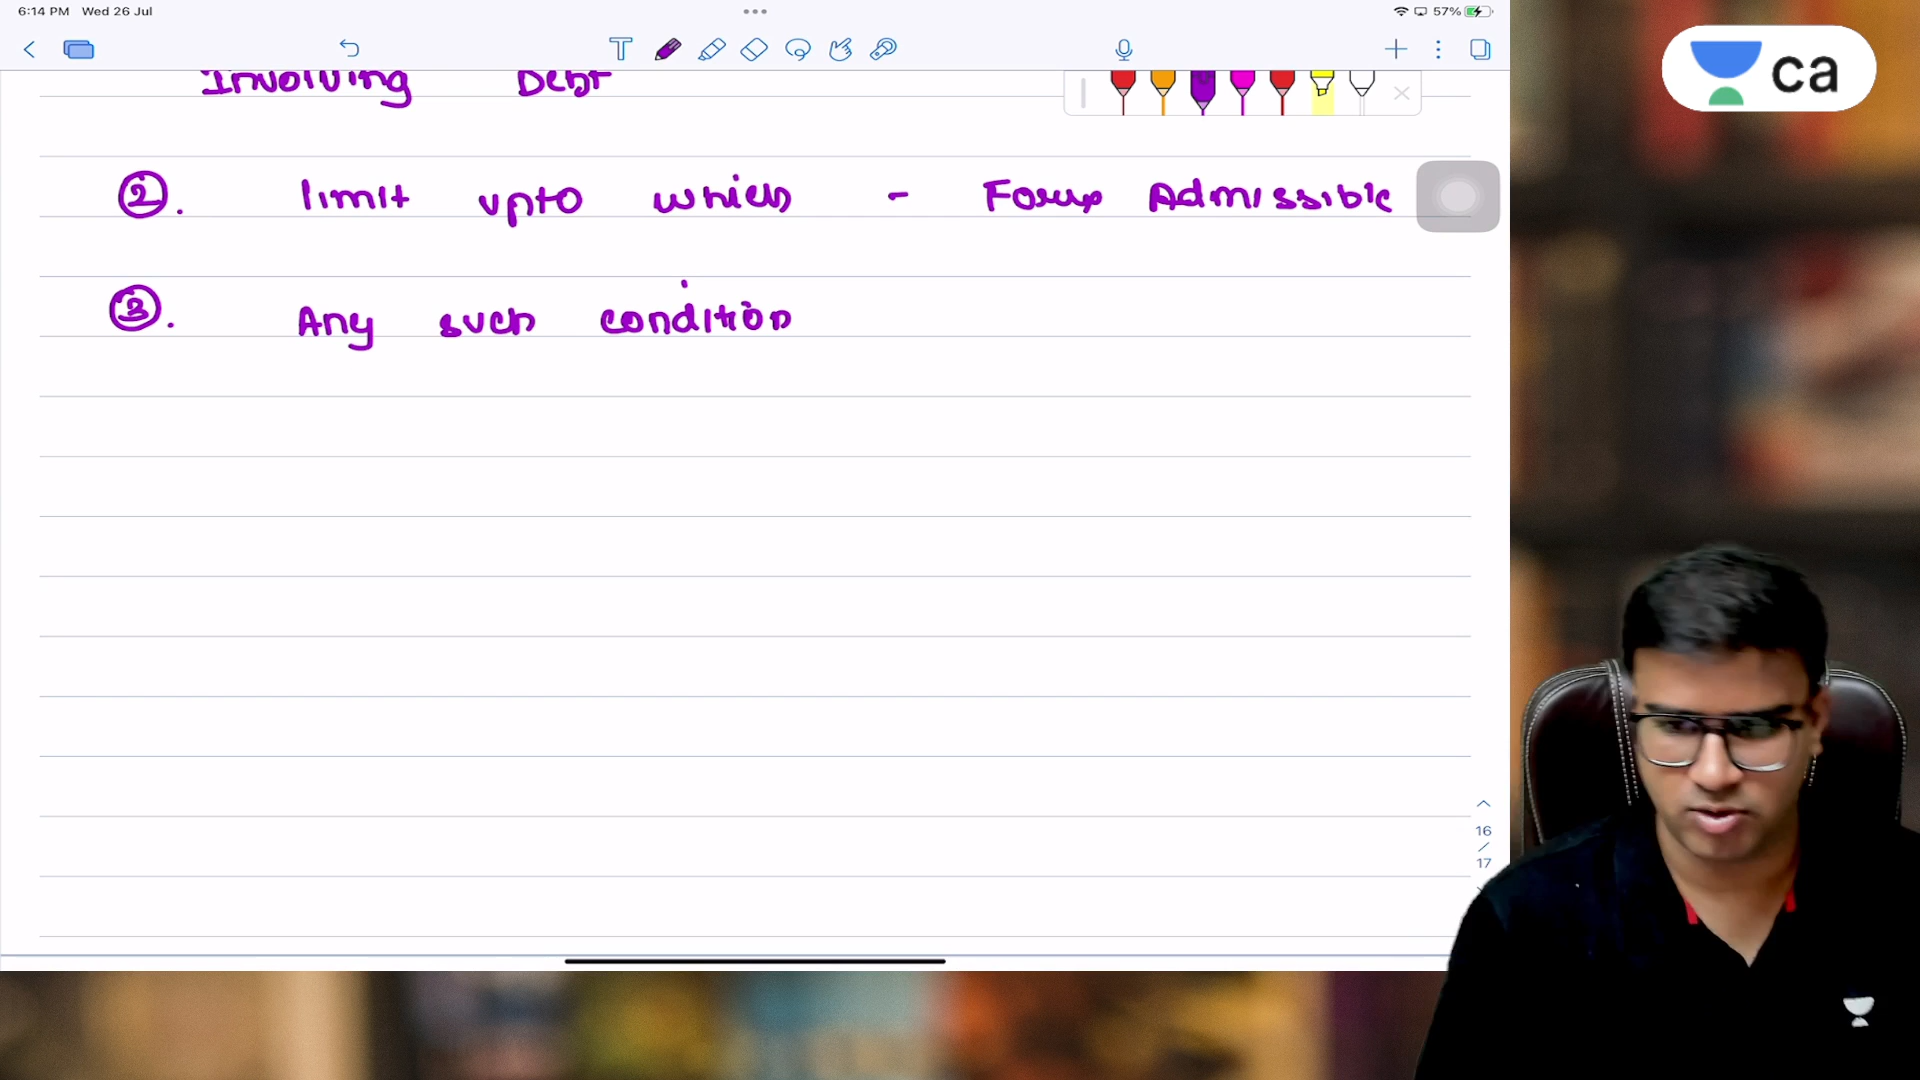 6:14 PM Wed 26 Jul
57%
ca
Involving Debt
2. limit upto which - Forex Admissible
3. Any such condition
16
/
17